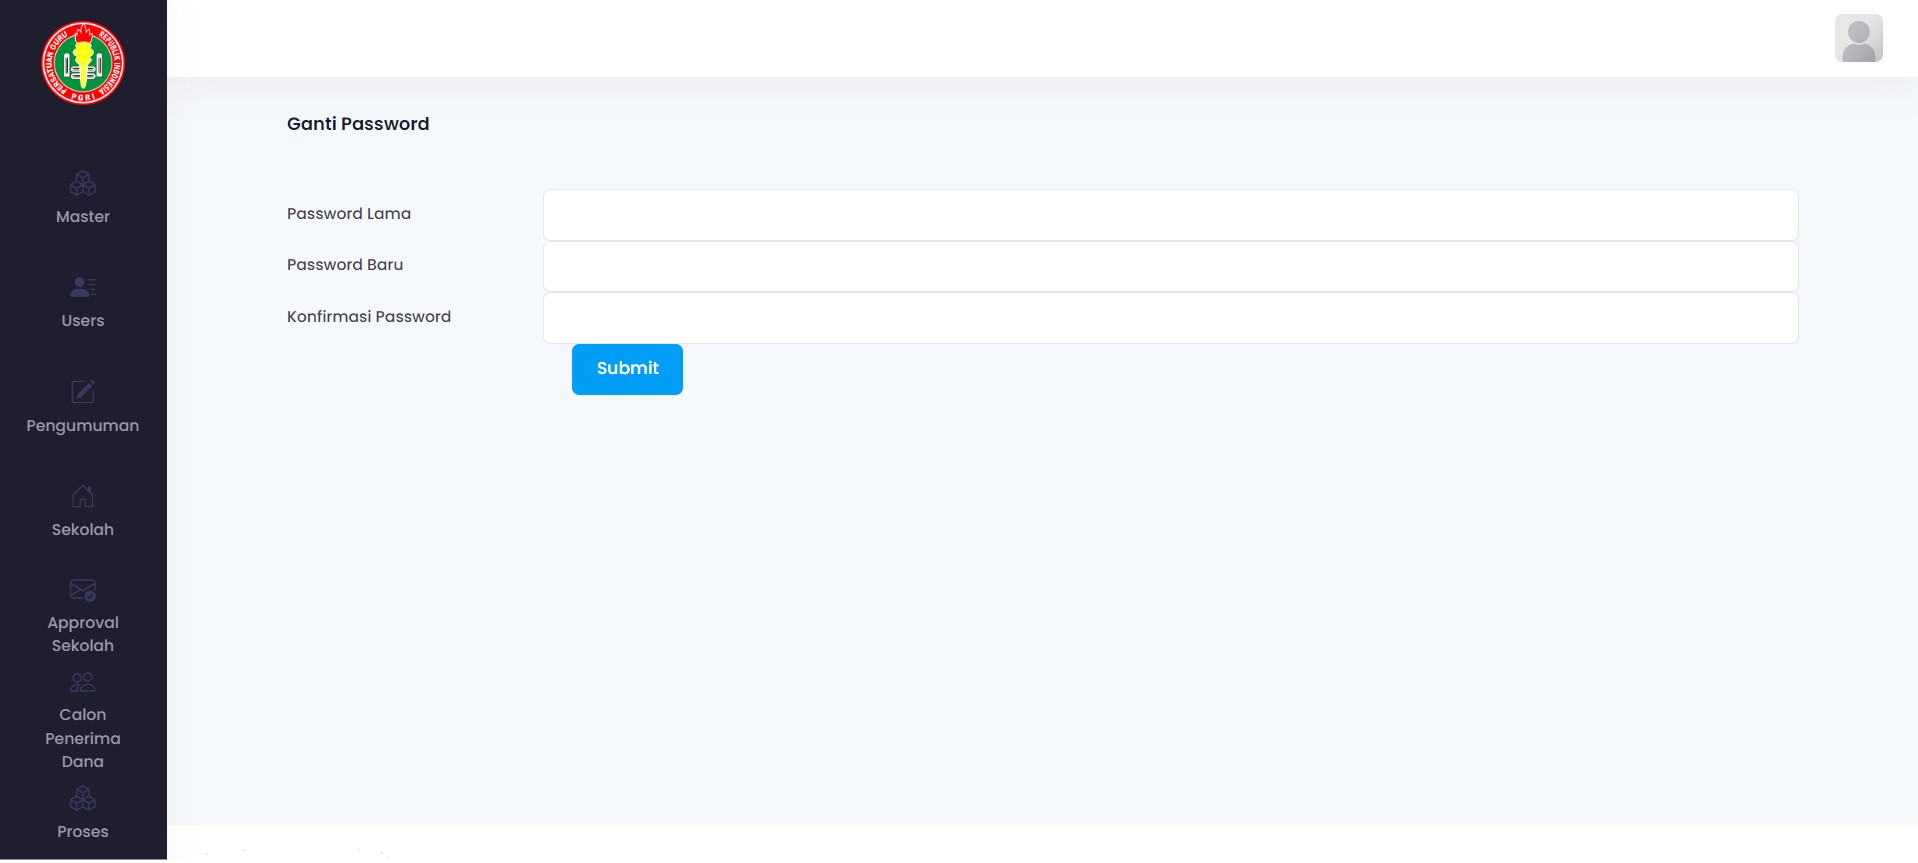 PERSATUAN GURU REPUBLIK INDONESIA
PGRI
Master
Users
Pengumuman
Sekolah
Approval
Sekolah
Calon
Penerima
Dana
Proses
Ganti Password
Password Lama
Password Baru
Konfirmasi Password
Submit